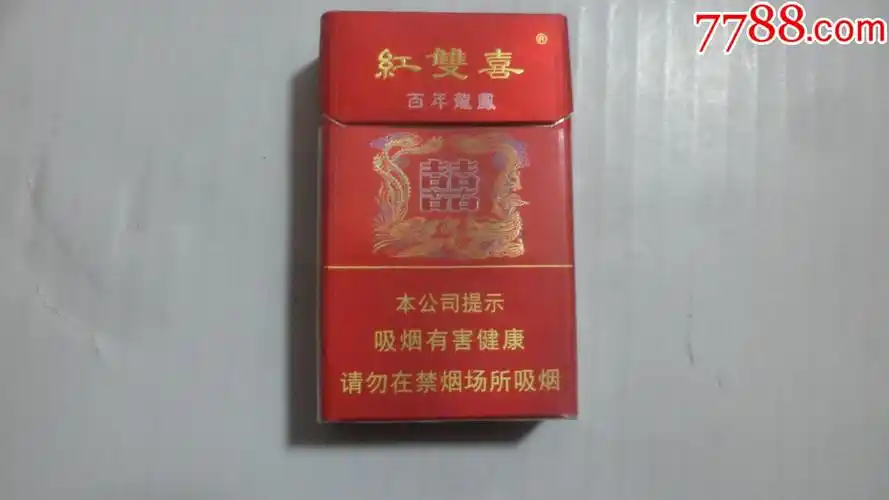 7788.com
紅雙喜®
百年龍鳳
囍
本公司提示
吸烟有害健康
请勿在禁烟场所吸烟